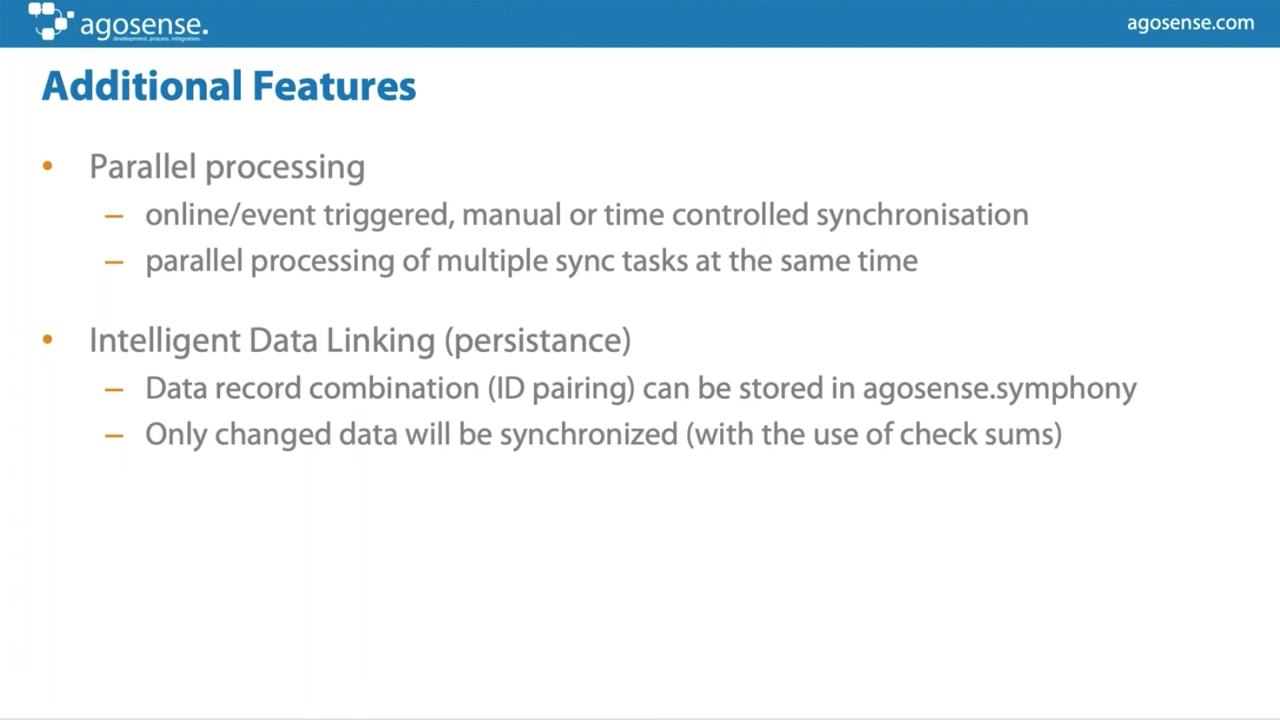 agosense.
development. process. integration.
agosense.com
Additional Features
• Parallel processing
– online/event triggered, manual or time controlled synchronisation
– parallel processing of multiple sync tasks at the same time
• Intelligent Data Linking (persistance)
– Data record combination (ID pairing) can be stored in agosense.symphony
– Only changed data will be synchronized (with the use of check sums)